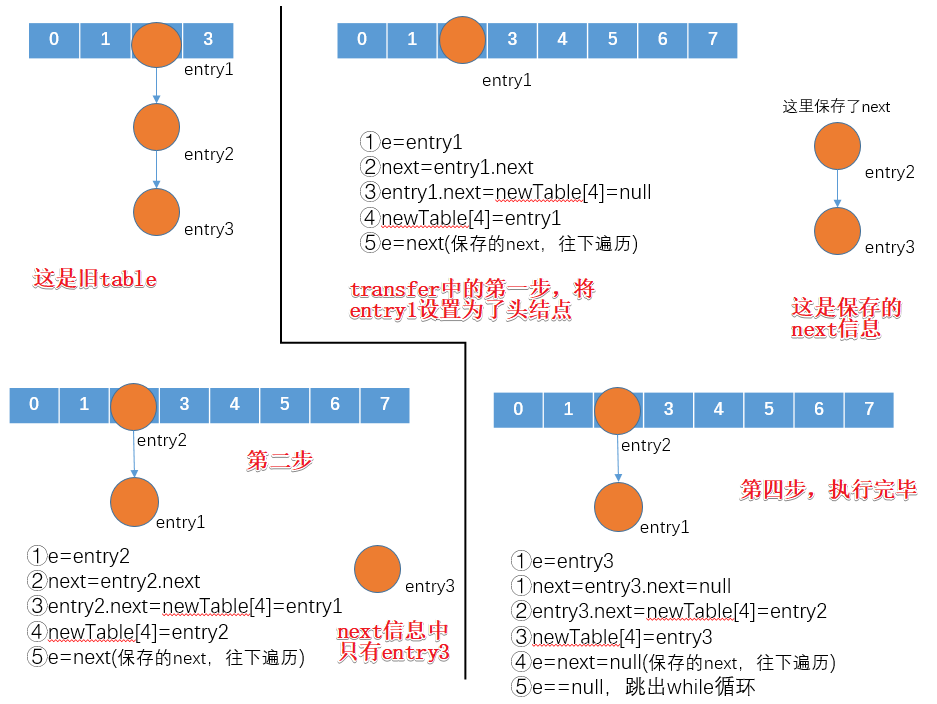 0 1 3
entry1
entry2
entry3
这是旧table
0 1 3 4 5 6 7
entry1
①e=entry1
②next=entry1.next
③entry1.next=newTable[4]=null
④newTable[4]=entry1
⑤e=next(保存的next，往下遍历)
transfer中的第一步，将
entry1设置为了头结点
这里保存了next
entry2
entry3
这是保存的
next信息
0 1 3 4 5 6 7
entry2
第二步
entry1
①e=entry2
②next=entry2.next
③entry2.next=newTable[4]=entry1
④newTable[4]=entry2
⑤e=next(保存的next，往下遍历)
entry3
next信息中
只有entry3
0 1 3 4 5 6 7
entry2
第四步，执行完毕
entry1
①e=entry3
①next=entry3.next=null
②entry3.next=newTable[4]=entry2
③newTable[4]=entry3
④e=next=null(保存的next，往下遍历)
⑤e==null，跳出while循环